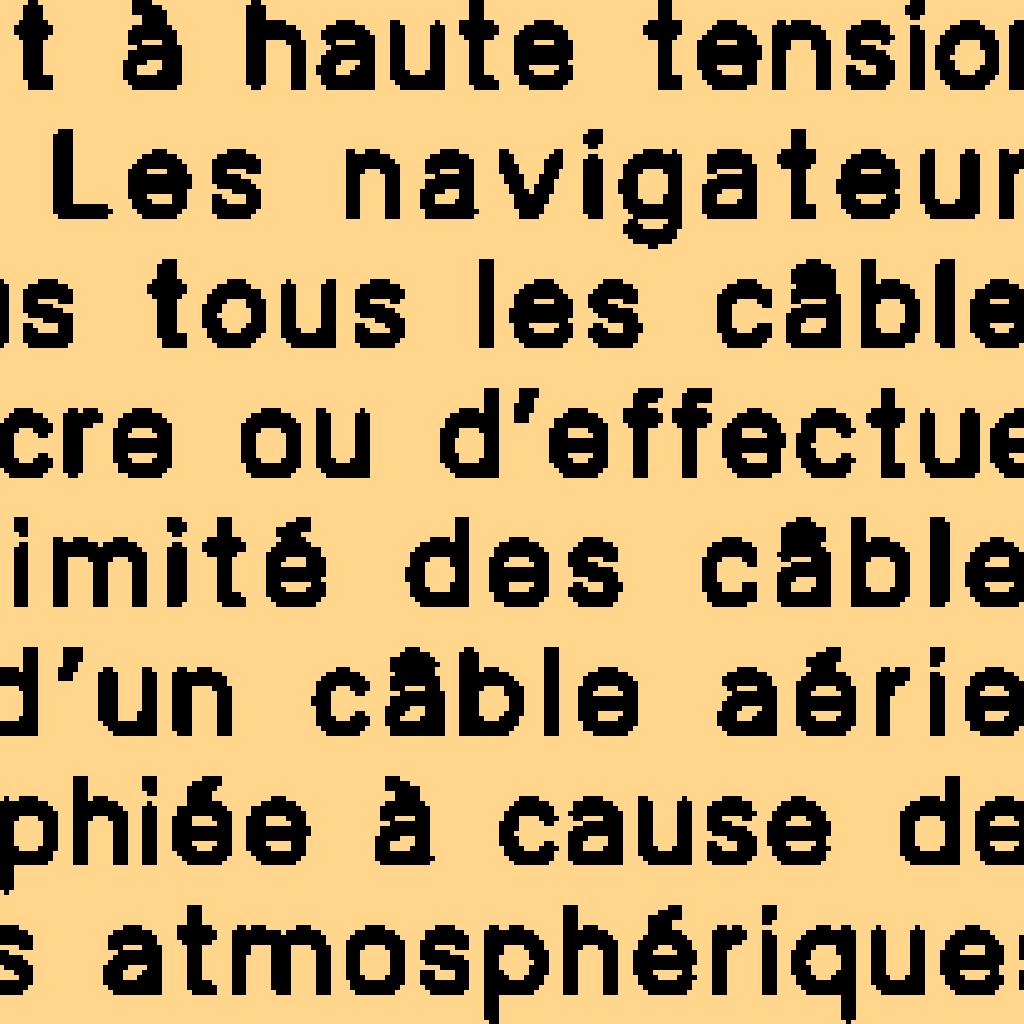 t à haute tension
Les navigateur
s tous les câble
cre ou d’effectue
imité des câble
d’un câble aérie
phiée à cause de
s atmosphériques